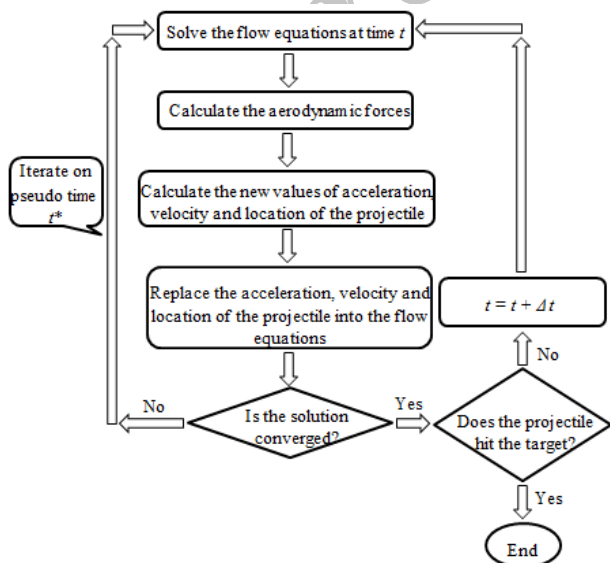 Solve the flow equations at time t
Calculate the aerodynamic forces
Iterate on
pseudo time
t*
Calculate the new values of acceleration,
velocity and location of the projectile
Replace the acceleration, velocity and
location of the projectile into the flow
equations
t = t + Δt
No
No
Is the solution
converged?
Yes
Does the projectile
hit the target?
Yes
End